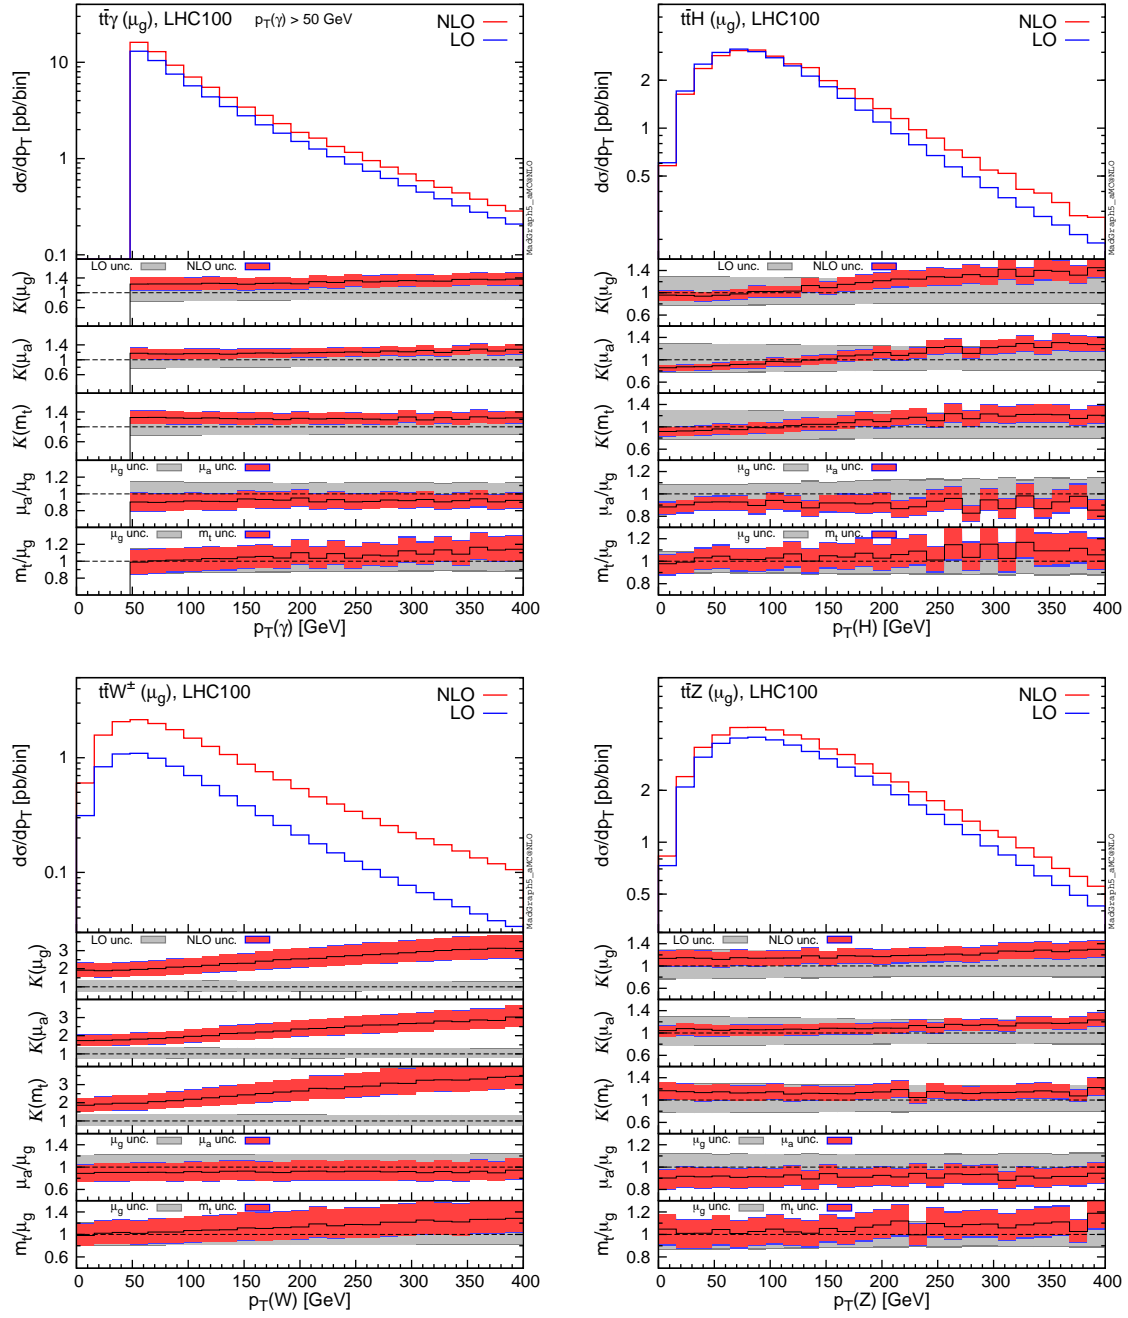 tt̄γ (μg), LHC100 pT(γ) > 50 GeV
NLO
LO
10
1
0.1
dσ/dpT [pb/bin]
MadGraph5_aMC@NLO
LO unc. NLO unc.
1.4
1
0.6
K(μg)
1.4
1
0.6
K(μa)
1.4
1
0.6
K(mt)
μg unc. μa unc.
1.2
1
0.8
μa/μg
μg unc. mt unc.
1.2
1
0.8
mt/μg
0 50 100 150 200 250 300 350 400
pT(γ) [GeV]
tt̄H (μg), LHC100
NLO
LO
2
1
0.5
dσ/dpT [pb/bin]
MadGraph5_aMC@NLO
LO unc. NLO unc.
1.4
1
0.6
K(μg)
1.4
1
0.6
K(μa)
1.4
1
0.6
K(mt)
μg unc. μa unc.
1.2
1
0.8
μa/μg
μg unc. mt unc.
1.2
1
0.8
mt/μg
0 50 100 150 200 250 300 350 400
pT(H) [GeV]
tt̄W± (μg), LHC100
NLO
LO
1
0.1
dσ/dpT [pb/bin]
MadGraph5_aMC@NLO
LO unc. NLO unc.
3
2
1
K(μg)
3
2
1
K(μa)
3
2
1
K(mt)
μg unc. μa unc.
1.4
1
0.6
μa/μg
μg unc. mt unc.
1.4
1
0.6
mt/μg
0 50 100 150 200 250 300 350 400
pT(W) [GeV]
tt̄Z (μg), LHC100
NLO
LO
2
1
0.5
dσ/dpT [pb/bin]
MadGraph5_aMC@NLO
LO unc. NLO unc.
1.4
1
0.6
K(μg)
1.4
1
0.6
K(μa)
1.4
1
0.6
K(mt)
μg unc. μa unc.
1.2
1
0.8
μa/μg
μg unc. mt unc.
1.2
1
0.8
mt/μg
0 50 100 150 200 250 300 350 400
pT(Z) [GeV]